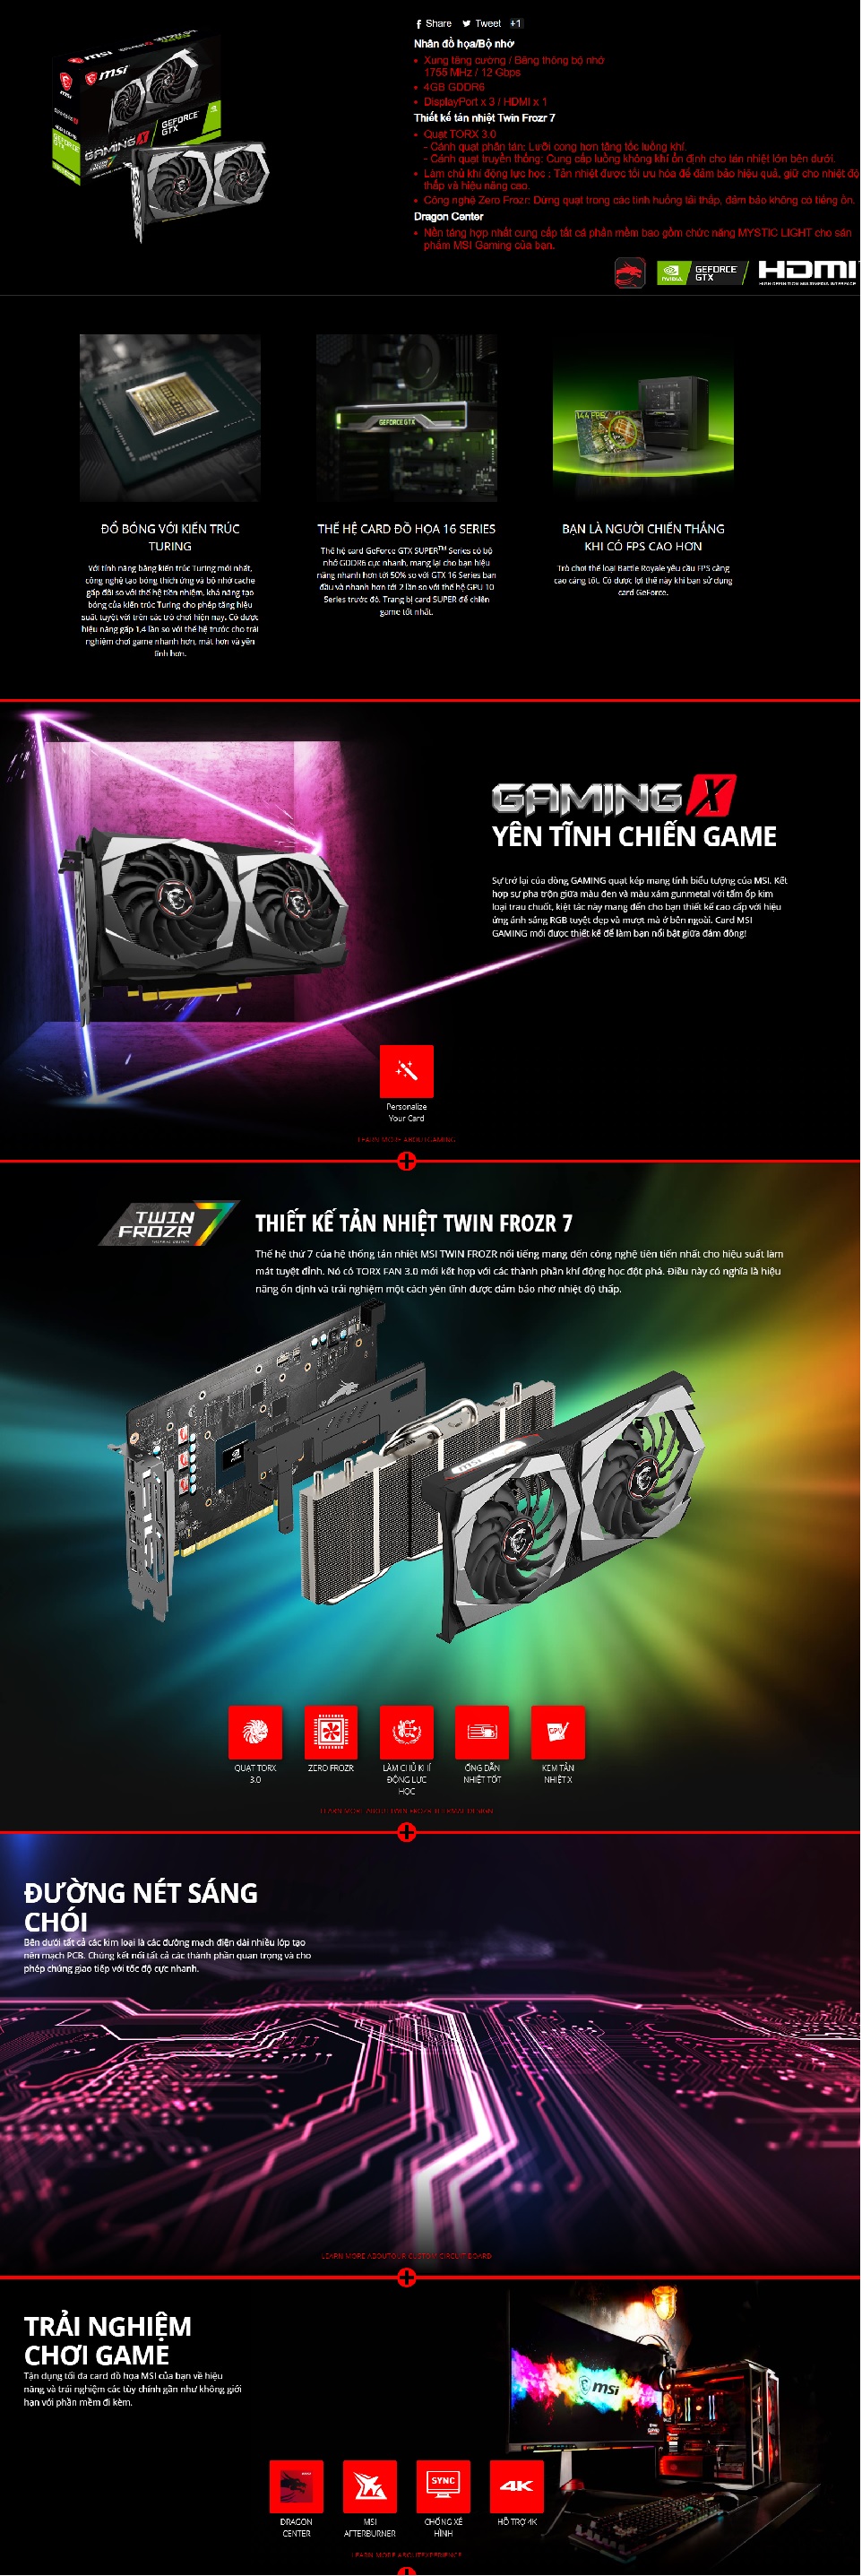 Share Tweet +1
Nhân đồ họa/Bộ nhớ
Xung tăng cường / Băng thông bộ nhớ
1755 MHz / 12 Gbps
4GB GDDR6
DisplayPort x 3 / HDMI x 1
Thiết kế tản nhiệt Twin Frozr 7
Quạt TORX 3.0
- Cánh quạt phân tán: Lưỡi cong hơn tăng tốc luồng khí.
- Cánh quạt truyền thống: Cung cấp luồng không khí ổn định cho tản nhiệt lớn bên dưới.
Làm chủ khí động lực học : Tản nhiệt được tối ưu hóa để đảm bảo hiệu quả, giữ cho nhiệt độ
thấp và hiệu năng cao.
Công nghệ Zero Frozr: Dừng quạt trong các tình huống tải thấp, đảm bảo không có tiếng ồn.
Dragon Center
Nền tảng hợp nhất cung cấp tất cả phần mềm bao gồm chức năng MYSTIC LIGHT cho sản
phẩm MSI Gaming của bạn.
msi
GAMING X
GEFORCE
GTX
NVIDIA
GEFORCE
GTX
HDMI
HIGH DEFINITION MULTIMEDIA INTERFACE
GEFORCE GTX
144 FPS
ĐỔ BÓNG VỚI KIẾN TRÚC
TURING
Với tính năng bằng kiến trúc Turing mới nhất,
công nghệ tạo bóng thích ứng và bộ nhớ cache
gấp đôi so với thế hệ tiền nhiệm, khả năng tạo
bóng của kiến trúc Turing cho phép tăng hiệu
suất tuyệt vời trên các trò chơi hiện nay. Có được
hiệu năng gấp 1,4 lần so với thế hệ trước cho trải
nghiệm chơi game nhanh hơn, mát hơn và yên
tĩnh hơn.
THẾ HỆ CARD ĐỒ HỌA 16 SERIES
Thế hệ card GeForce GTX SUPER™ Series có bộ
nhớ GDDR6 cực nhanh, mang lại cho bạn hiệu
năng nhanh hơn tới 50% so với GTX 16 Series ban
đầu và nhanh hơn tới 2 lần so với thế hệ GPU 10
Series trước đó. Trang bị card SUPER để chiến
game tốt nhất.
BẠN LÀ NGƯỜI CHIẾN THẮNG
KHI CÓ FPS CAO HƠN
Trò chơi thể loại Battle Royale yêu cầu FPS càng
cao càng tốt. Có được lợi thế này khi bạn sử dụng
card GeForce.
GAMING X
YÊN TĨNH CHIẾN GAME
Sự trở lại của dòng GAMING quạt kép mang tính biểu tượng của MSI. Kết
hợp sự pha trộn giữa màu đen và màu xám gunmetal với tấm ốp kim
loại trau chuốt, kiệt tác này mang đến cho bạn thiết kế cao cấp với hiệu
ứng ánh sáng RGB tuyệt đẹp và mượt mà ở bên ngoài. Card MSI
GAMING mới được thiết kế để làm bạn nổi bật giữa đám đông!
Personalize
Your Card
LEARN MORE ABOUTGAMING
TWIN
FROZR 7
THIẾT KẾ TẢN NHIỆT TWIN FROZR 7
Thế hệ thứ 7 của hệ thống tản nhiệt MSI TWIN FROZR nổi tiếng mang đến công nghệ tiên tiến nhất cho hiệu suất làm
mát tuyệt đỉnh. Nó có TORX FAN 3.0 mới kết hợp với các thành phần khí động học đột phá. Điều này có nghĩa là hiệu
năng ổn định và trải nghiệm một cách yên tĩnh được đảm bảo nhờ nhiệt độ thấp.
msi
QUẠT TORX
3.0
ZERO FROZR
LÀM CHỦ KHÍ
ĐỘNG LỰC
HỌC
ỐNG DẪN
NHIỆT TỐT
GPU
KEM TẢN
NHIỆT X
LEARN MORE ABOUTTWIN FROZR THERMAL DESIGN
ĐƯỜNG NÉT SÁNG
CHÓI
Bên dưới tất cả các kim loại là các đường mạch điện dài nhiều lớp tạo
nên mạch PCB. Chúng kết nối tất cả các thành phần quan trọng và cho
phép chúng giao tiếp với tốc độ cực nhanh.
LEARN MORE ABOUTOUR CUSTOM CIRCUIT BOARD
TRẢI NGHIỆM
CHƠI GAME
Tận dụng tối đa card đồ họa MSI của bạn về hiệu
năng và trải nghiệm các tùy chỉnh gần như không giới
hạn với phần mềm đi kèm.
msi
DRAGON
CENTER
MSI
AFTERBURNER
SYNC
CHỐNG XÉ
HÌNH
4K
HỖ TRỢ 4K
LEARN MORE ABOUTEXPERIENCE